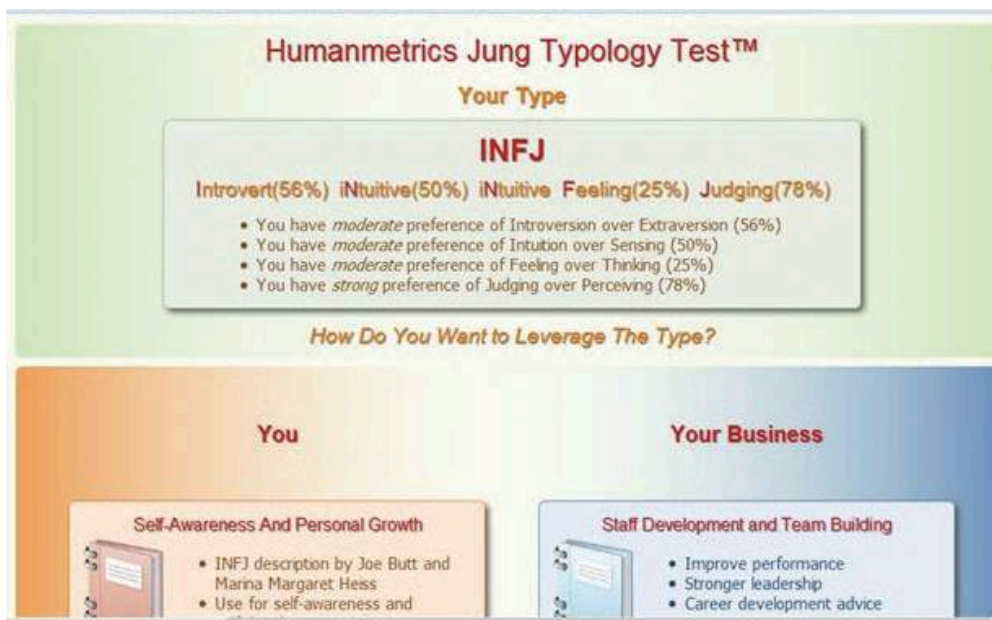 Humanmetrics Jung Typology Test™
Your Type
INFJ
Introvert(56%) iNtuitive(50%) iNtuitive Feeling(25%) Judging(78%)
• You have moderate preference of Introversion over Extraversion (56%)
• You have moderate preference of Intuition over Sensing (50%)
• You have moderate preference of Feeling over Thinking (25%)
• You have strong preference of Judging over Perceiving (78%)
How Do You Want to Leverage The Type?
You
Self-Awareness And Personal Growth
• INFJ description by Joe Butt and
Marina Margaret Heiss
• Use for self-awareness and
Your Business
Staff Development and Team Building
• Improve performance
• Stronger leadership
• Career development advice